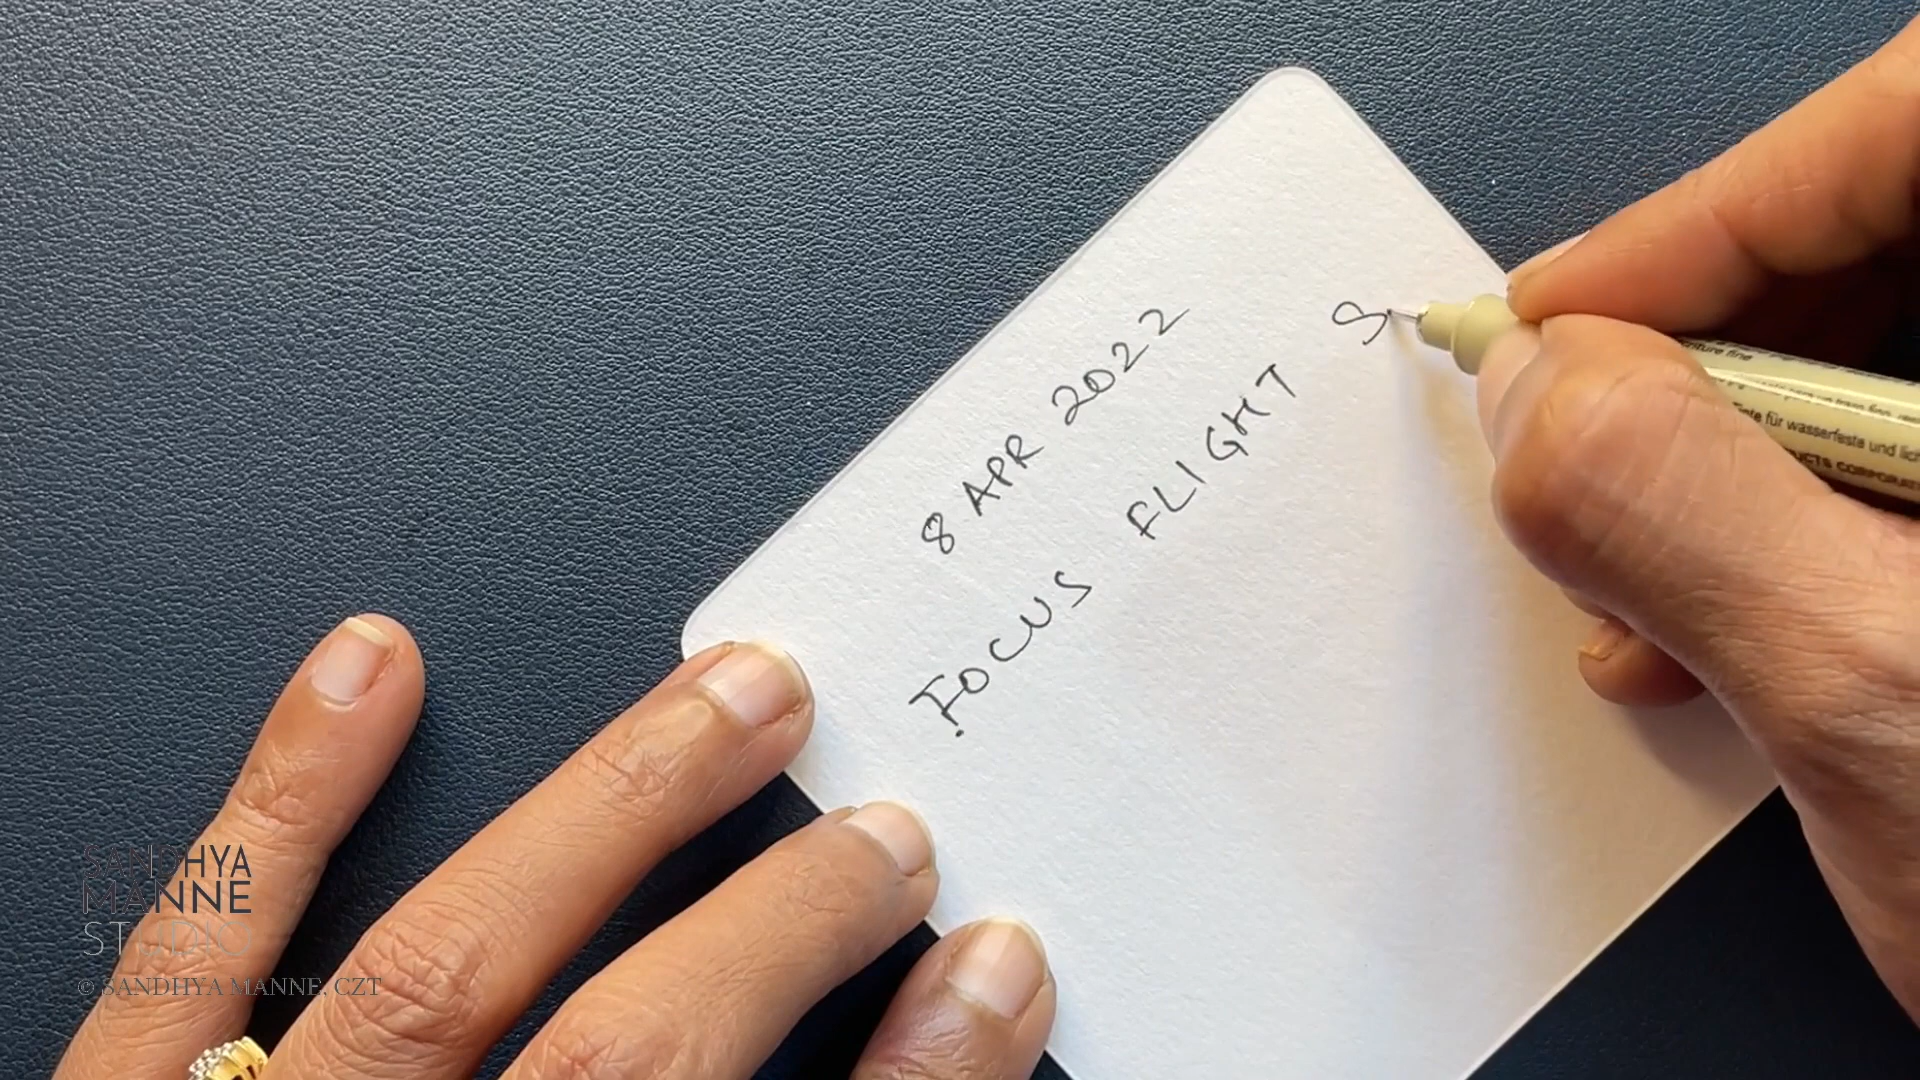 8 APR 2022
FOCUS FLIGHT S
SANDHYA
MANNE
STUDIO
© SANDHYA MANNE, CZT